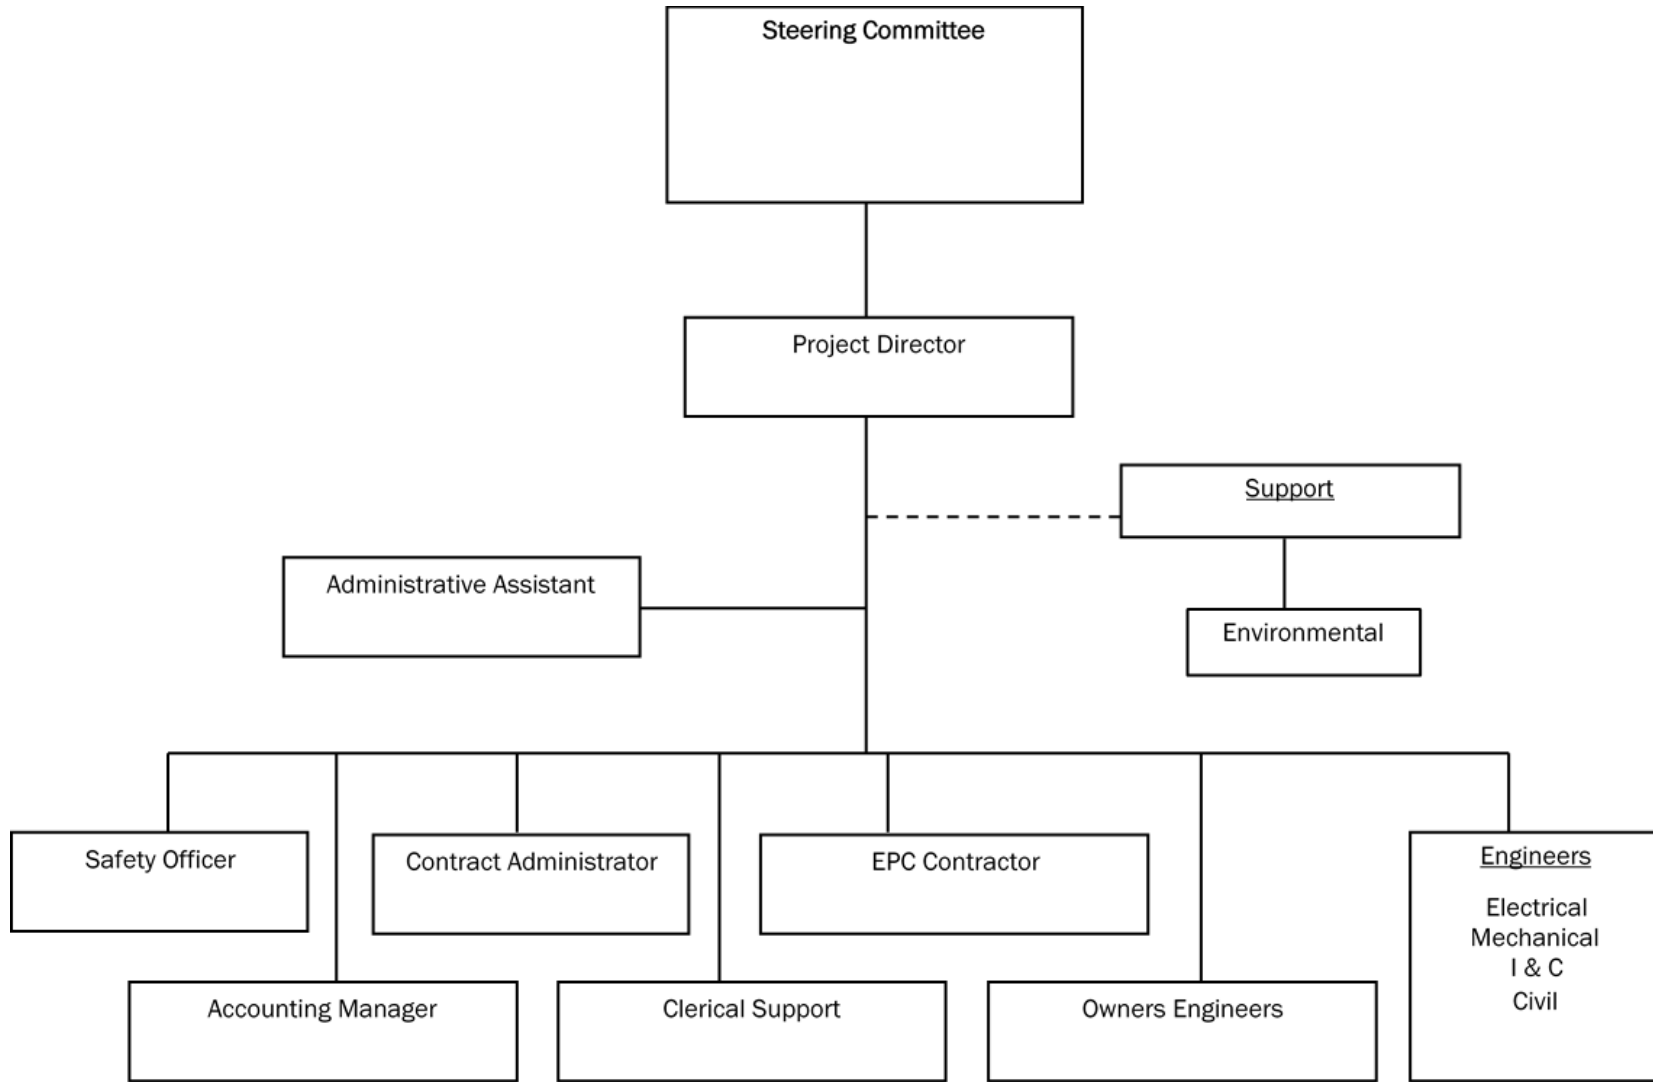 Steering Committee
Project Director
Support
Administrative Assistant
Environmental
Safety Officer
Contract Administrator
EPC Contractor
Engineers
Electrical
Mechanical
I & C
Civil
Accounting Manager
Clerical Support
Owners Engineers